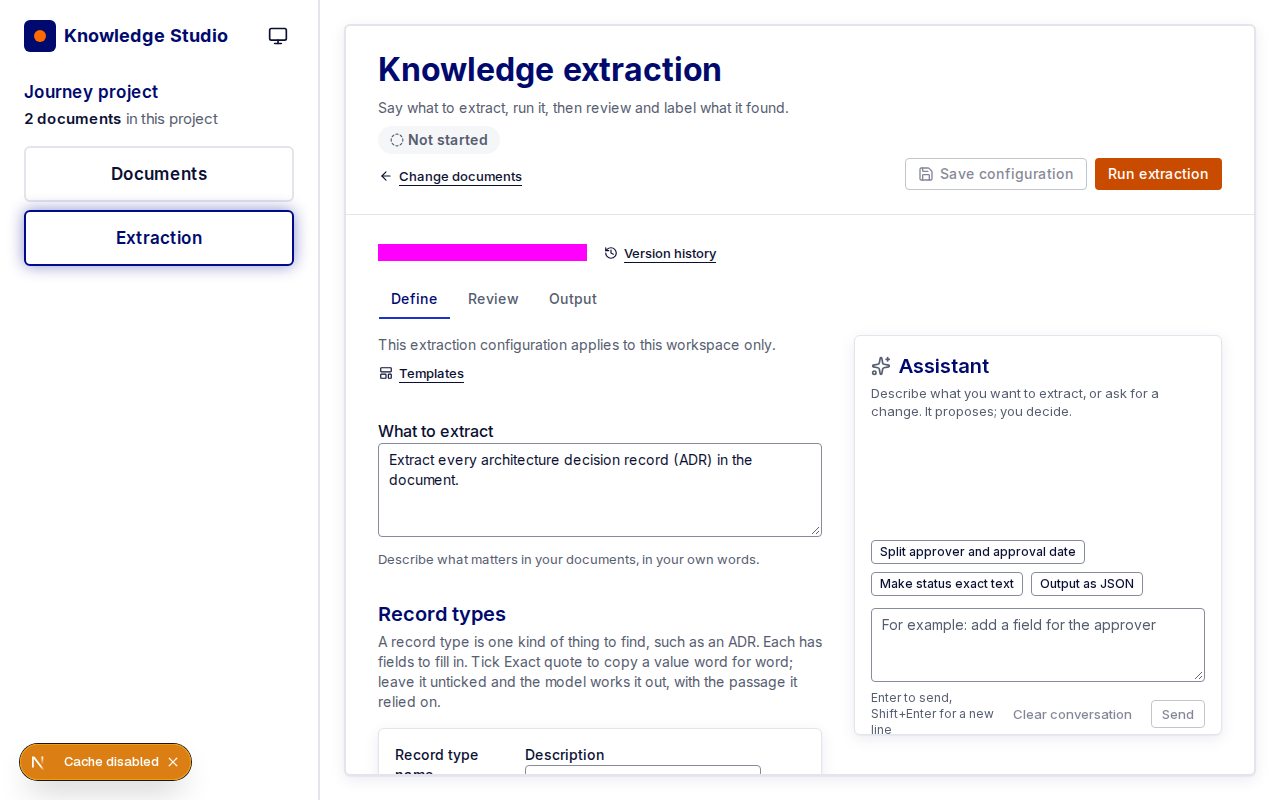 Knowledge Studio
Journey project
2 documents in this project
Documents
Extraction
Cache disabled
Knowledge extraction
Say what to extract, run it, then review and label what it found.
Not started
Change documents
Save configuration
Run extraction
Version history
Define
Review
Output
This extraction configuration applies to this workspace only.
Templates
What to extract
Extract every architecture decision record (ADR) in the
document.
Describe what matters in your documents, in your own words.
Record types
A record type is one kind of thing to find, such as an ADR. Each has
fields to fill in. Tick Exact quote to copy a value word for word;
leave it unticked and the model works it out, with the passage it
relied on.
Record type
name
Description
Assistant
Describe what you want to extract, or ask for a
change. It proposes; you decide.
Split approver and approval date
Make status exact text
Output as JSON
For example: add a field for the approver
Enter to send,
Shift+Enter for a new
line
Clear conversation
Send